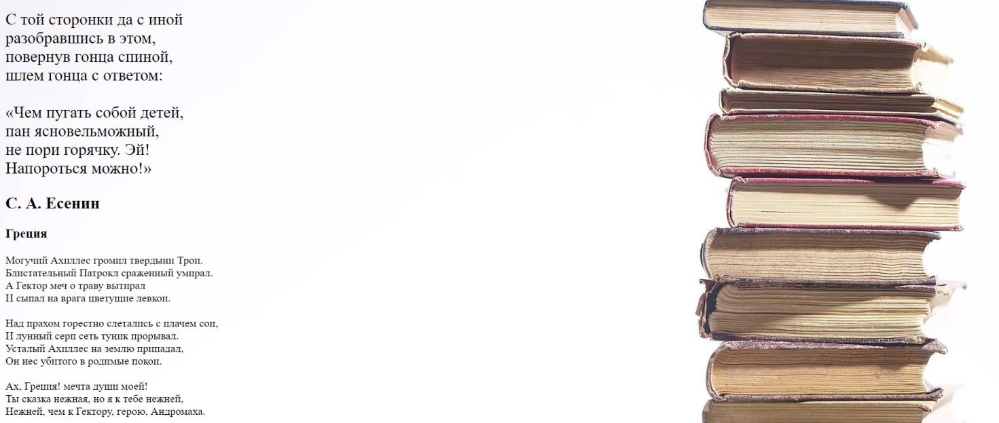 С той сторонки да с иной
разобравшись в этом,
повернув гонца спиной,
шлем гонца с ответом:
«Чем пугать собой детей,
пан ясновельможный,
не пори горячку. Эй!
Напороться можно!»
С. А. Есенин
Греция
Могучий Ахиллес громил твердыни Трои.
Блистательный Патрокл сраженный умирал.
А Гектор меч о траву вытирал
И сыпал на врага цветущие левкои.
Над прахом горестно слетались с плачем сои,
И лунный серп сеть туник прорывал.
Усталый Ахиллес на землю припадал,
Он нес убитого в родимые покои.
Ах, Греция! мечта души моей!
Ты сказка нежная, но я к тебе нежней,
Нежней, чем к Гектору, герою, Андромаха.